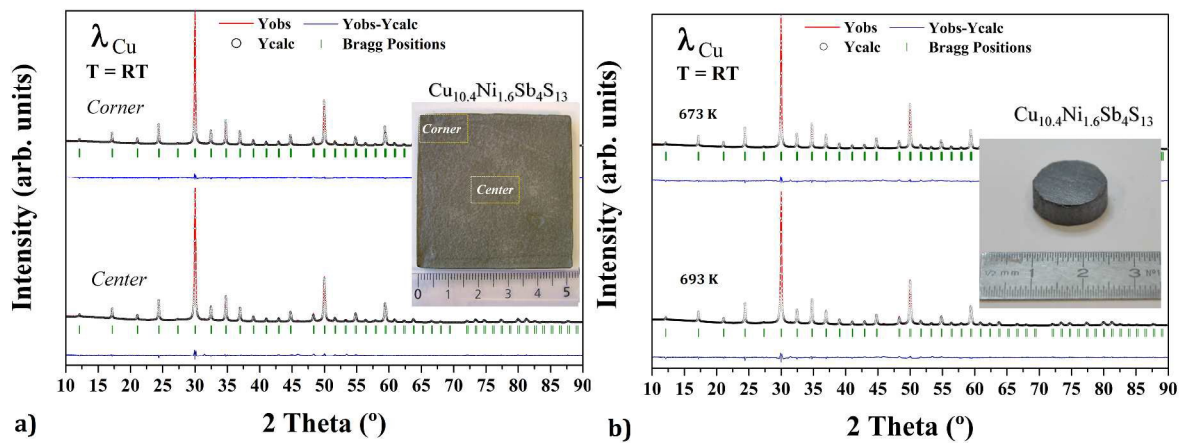 Yobs Yobs-Ycalc
Ycalc Bragg Positions
λCu
T = RT
Corner
Cu10.4Ni1.6Sb4S13
Corner
Center
0 1 2 3 4 5
Center
Intensity (arb. units)
10 15 20 25 30 35 40 45 50 55 60 65 70 75 80 85 90
2 Theta (º)
a)
Yobs Yobs-Ycalc
Ycalc Bragg Positions
λCu
T = RT
673 K
Cu10.4Ni1.6Sb4S13
1/2 mm 1 2 3
693 K
Intensity (arb. units)
10 15 20 25 30 35 40 45 50 55 60 65 70 75 80 85 90
2 Theta (º)
b)